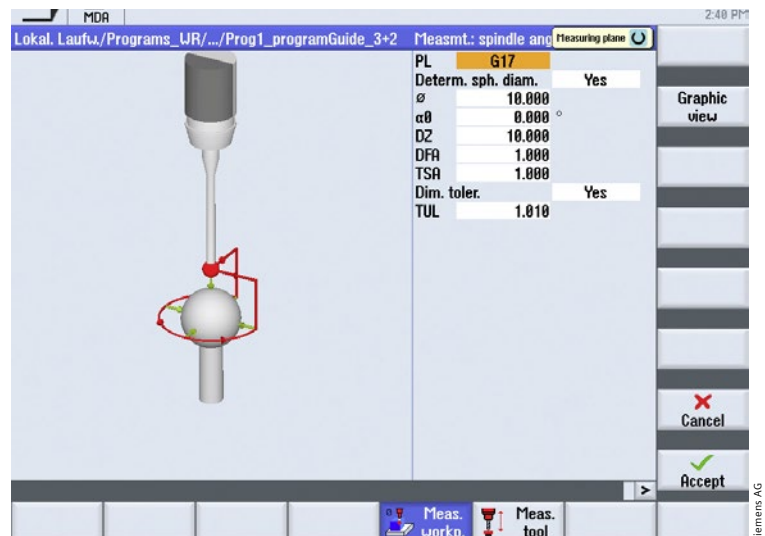 MDA
2:40 PM
Lokal. Laufw./Programs_WR/.../Prog1_programGuide_3+2 Measmt.: spindle ang Measuring plane
PL G17
Determ. sph. diam. Yes
ø 10.000
α0 0.000 °
DZ 10.000
DFA 1.000
TSA 1.000
Dim. toler. Yes
TUL 1.010
Graphic
view
Cancel
Accept
>
Meas.
workp.
Meas.
tool
iemens AG